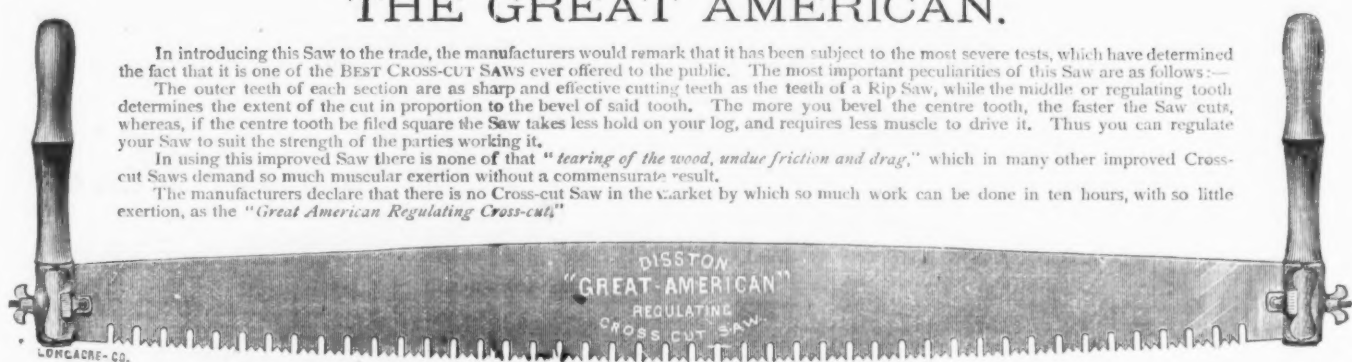 THE GREAT AMERICAN.
In introducing this Saw to the trade, the manufacturers would remark that it has been subject to the most severe tests, which have determined
the fact that it is one of the BEST CROSS-CUT SAWS ever offered to the public. The most important peculiarities of this Saw are as follows:—
The outer teeth of each section are as sharp and effective cutting teeth as the teeth of a Rip Saw, while the middle or regulating tooth
determines the extent of the cut in proportion to the bevel of said tooth. The more you bevel the centre tooth, the faster the Saw cuts,
whereas, if the centre tooth be filed square the Saw takes less hold on your log, and requires less muscle to drive it. Thus you can regulate
your Saw to suit the strength of the parties working it.
In using this improved Saw there is none of that "tearing of the wood, undue friction and drag," which in many other improved Cross-
cut Saws demand so much muscular exertion without a commensurate result.
The manufacturers declare that there is no Cross-cut Saw in the market by which so much work can be done in ten hours, with so little
exertion, as the "Great American Regulating Cross-cut."
DISSTON
"GREAT-AMERICAN"
REGULATING
CROSS CUT SAW.
LONGACRE-CO.